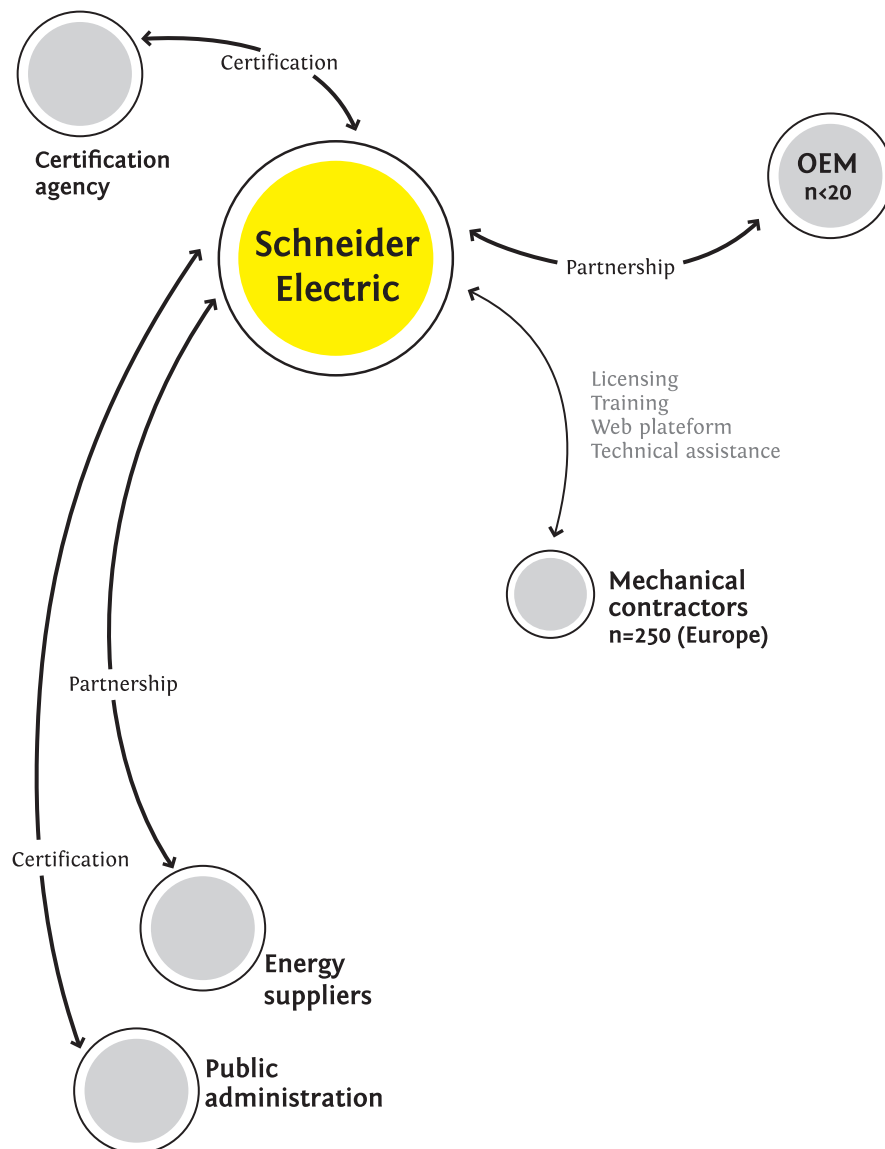 Certification
Certification
agency
OEM
n<20
Schneider
Electric
Partnership
Licensing
Training
Web plateform
Technical assistance
Mechanical
contractors
n=250 (Europe)
Partnership
Certification
Energy
suppliers
Public
administration